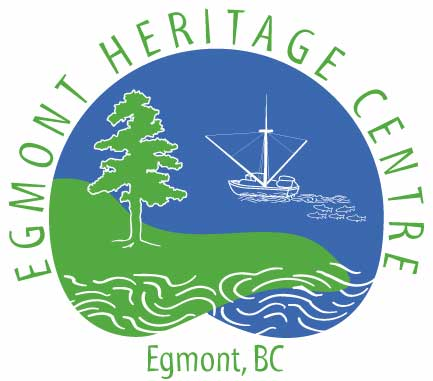 EGMONT HERITAGE CENTRE
Egmont, BC